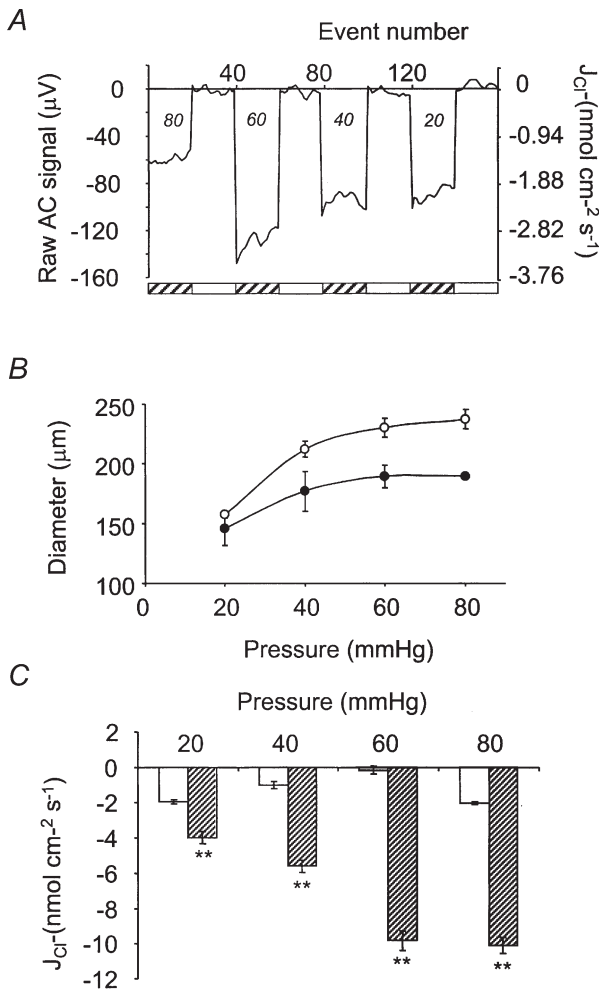 A
Event number
40 80 120
Raw AC signal (μV)
0
-40
-80
-120
-160
80 60 40 20
0
-0.94
-1.88
-2.82
-3.76
JCl-(nmol cm-2 s-1)
B
Diameter (μm)
250
200
150
100
0 20 40 60 80
Pressure (mmHg)
C
Pressure (mmHg)
20 40 60 80
JCl-(nmol cm-2 s-1)
2
0
-2
-4
-6
-8
-10
-12
**
**
**
**